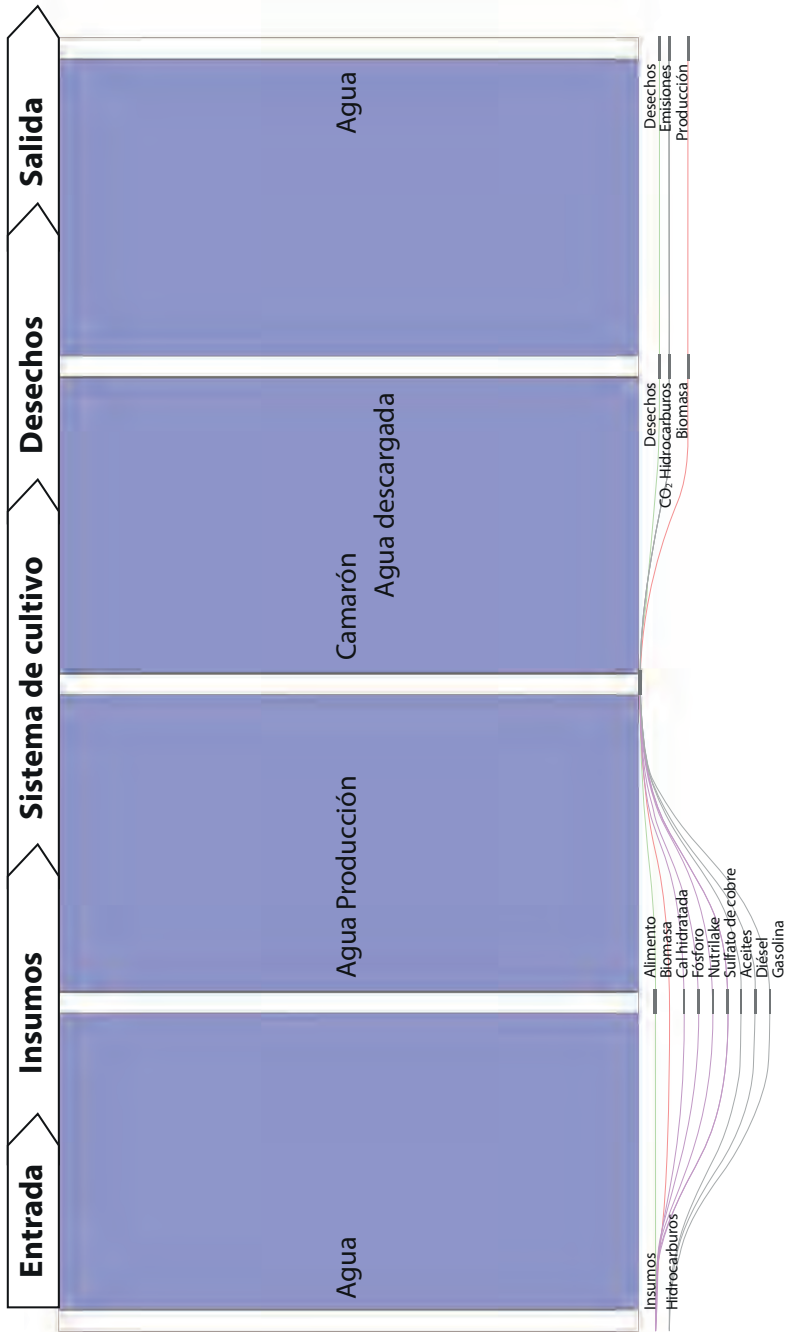 Entrada
Insumos
Sistema de cultivo
Desechos
Salida
Agua
Agua Producción
Camarón
Agua descargada
Agua
Insumos
Hidrocarburos
Alimento
Biomasa
Cal hidratada
Fósforo
Nutrilake
Sulfato de cobre
Aceites
Diésel
Gasolina
Desechos
CO₂ Hidrocarburos
Biomasa
Desechos
Emisiones
Producción